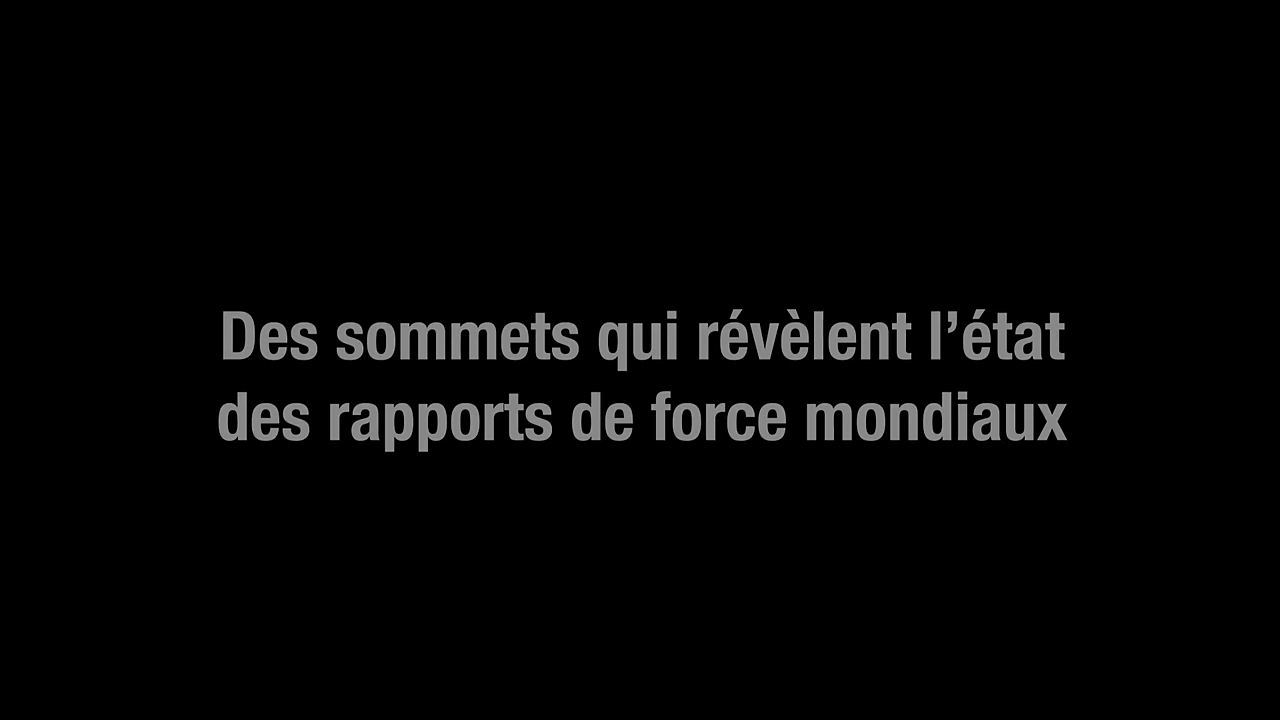 Des sommets qui révèlent l’état
des rapports de force mondiaux